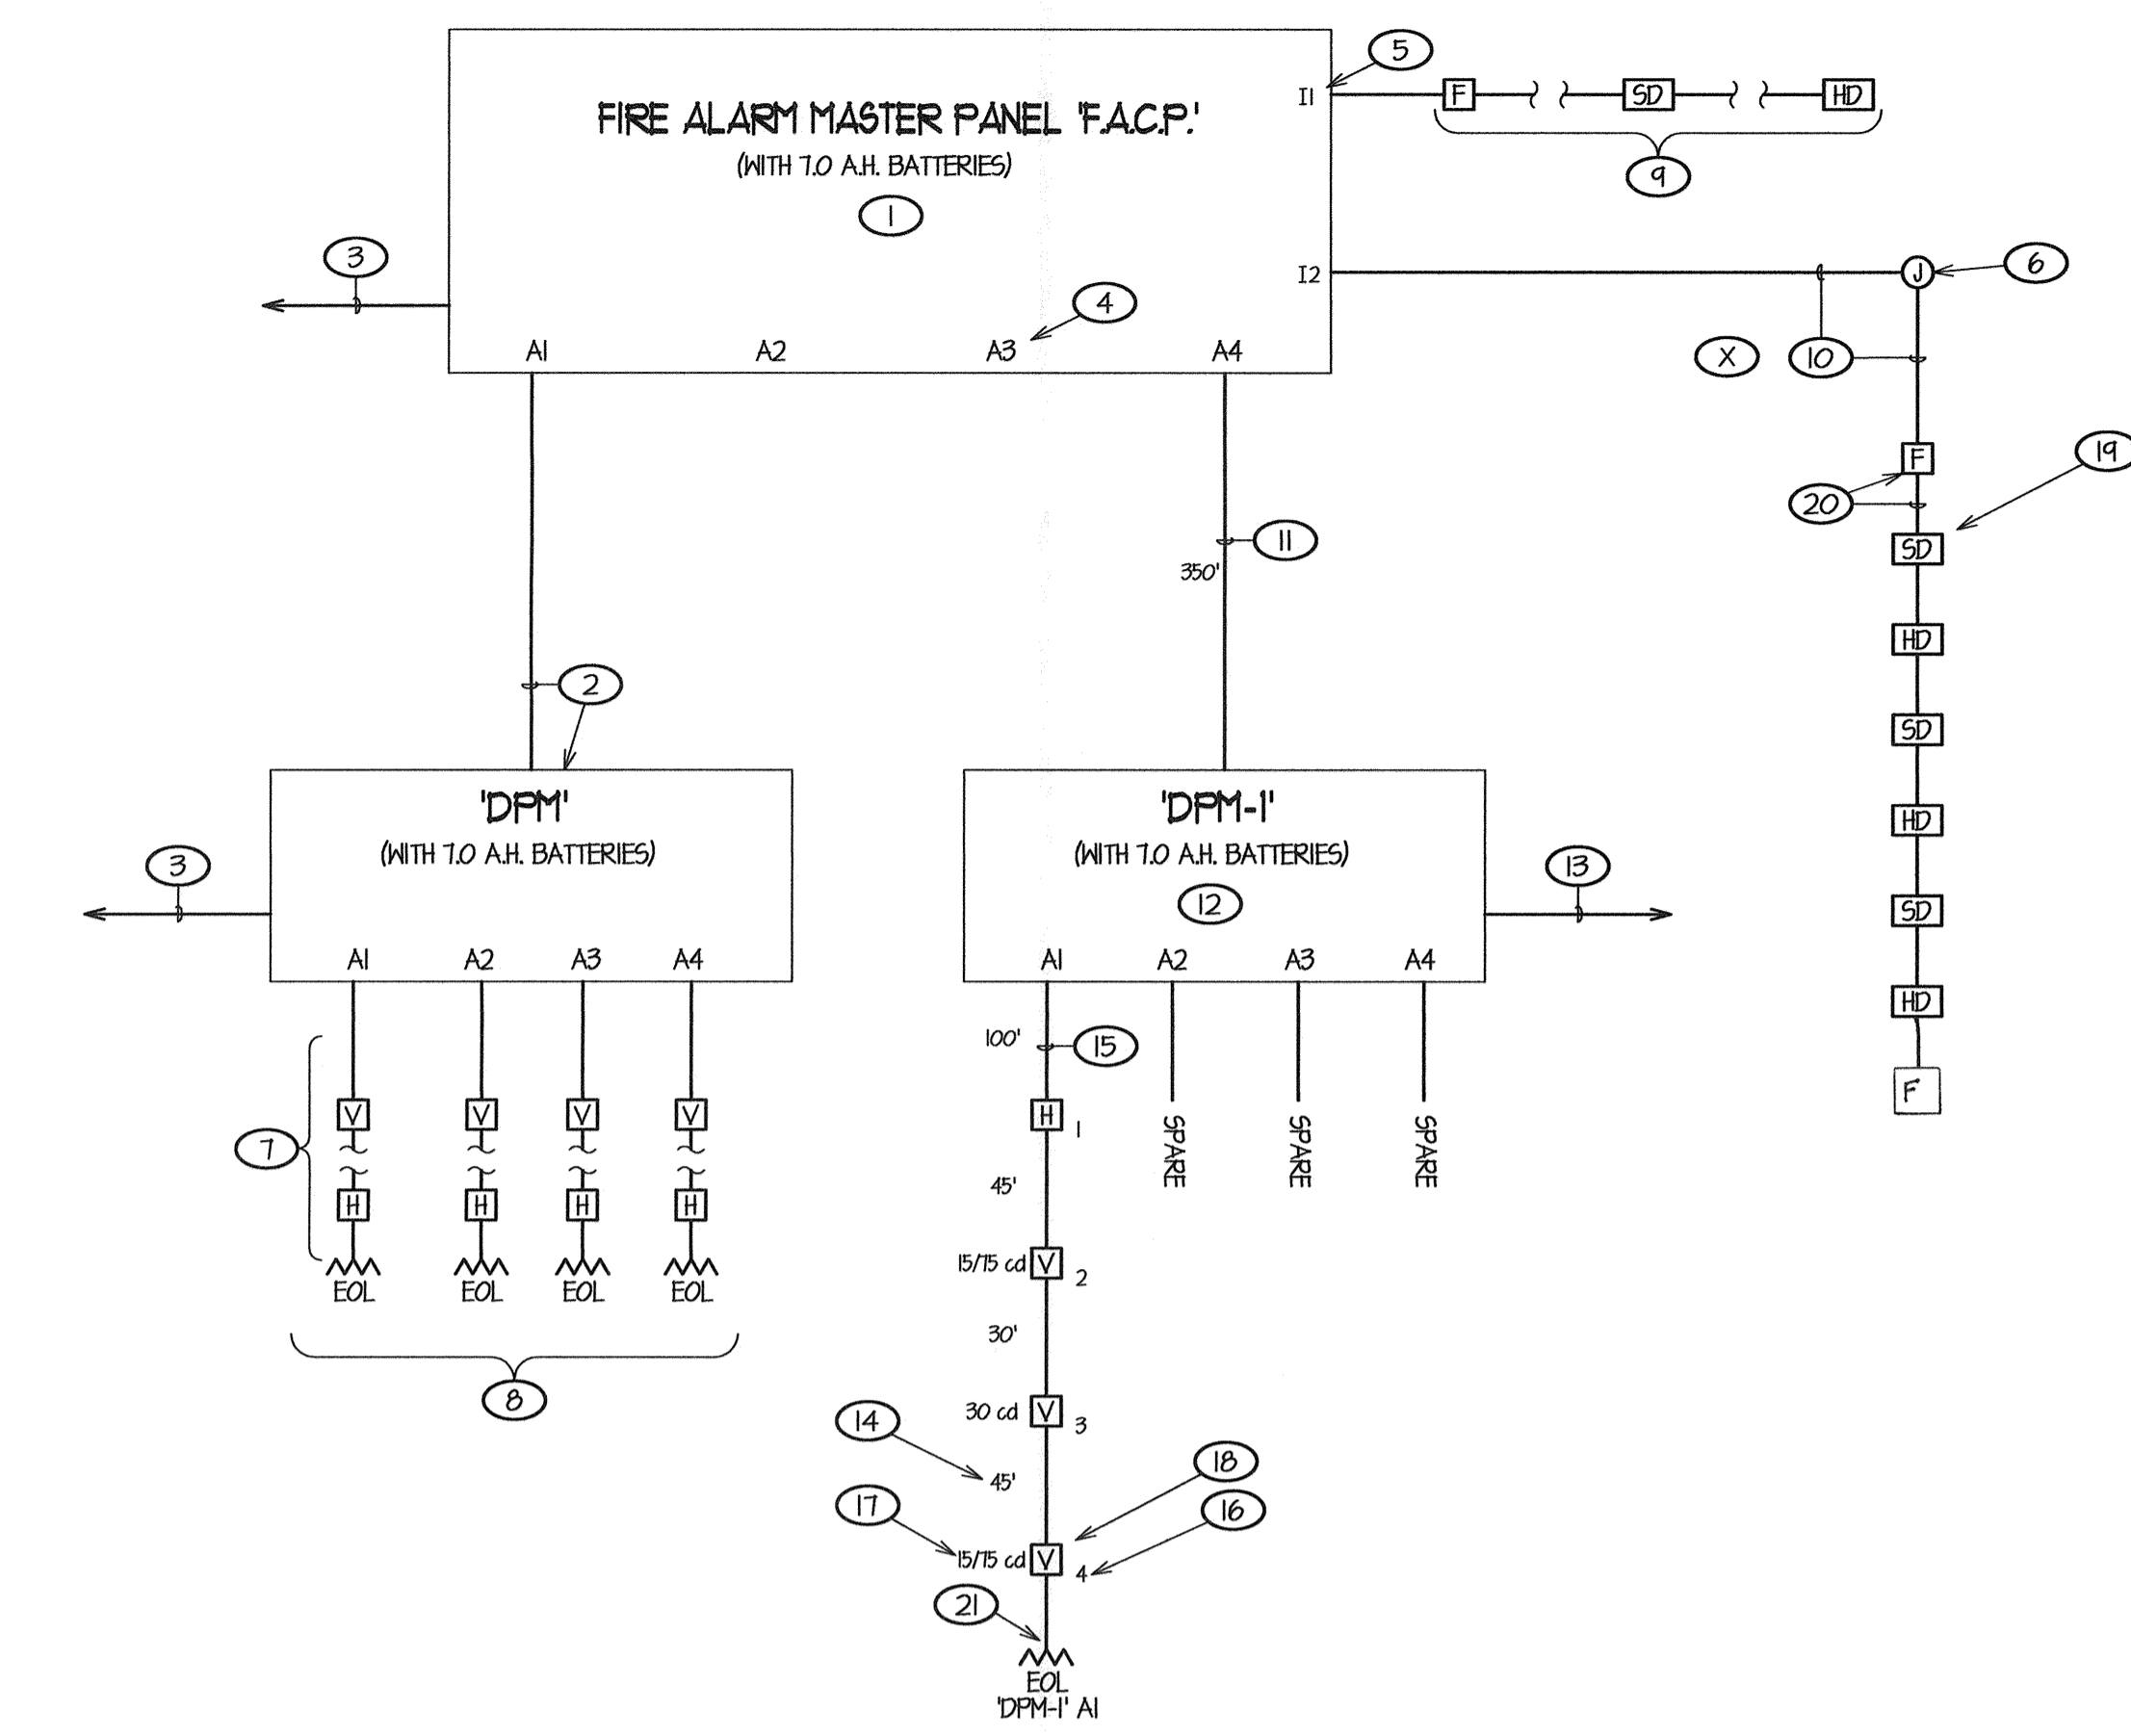 5
I1
F
SD
HD
FIRE ALARM MASTER PANEL 'F.A.C.P.'
(WITH 7.0 A.H. BATTERIES)
9
1
3
I2
J
6
4
A1
A2
A3
A4
X
10
F
19
20
11
SD
350'
HD
2
SD
'DPM'
(WITH 7.0 A.H. BATTERIES)
3
A1
A2
A3
A4
'DPM-1'
(WITH 7.0 A.H. BATTERIES)
12
13
A1
A2
A3
A4
HD
SD
HD
F
7
V
V
V
V
H
H
H
H
EOL
EOL
EOL
EOL
8
100'
15
H
1
SPARE
SPARE
SPARE
45'
15/75 cd
V
2
30'
30 cd
V
3
14
45'
18
17
16
15/75 cd
V
4
21
EOL
'DPM-1' A1